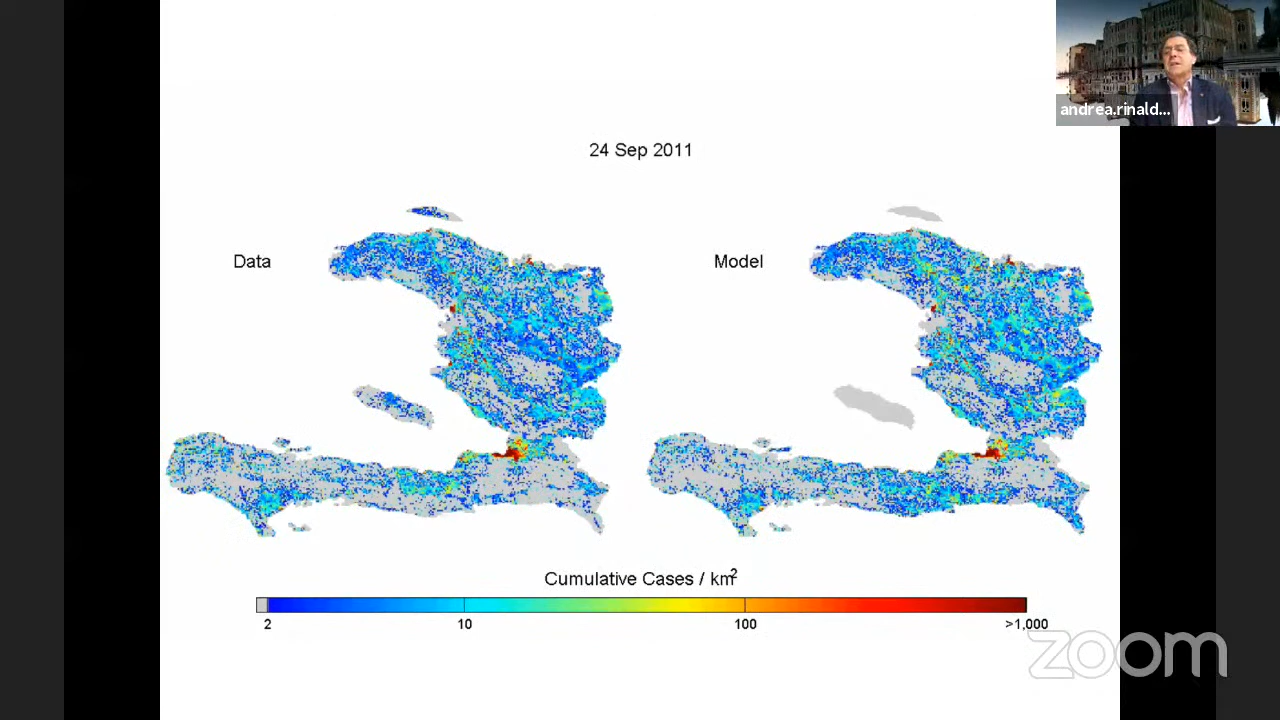 andrea.rinald...
24 Sep 2011
Data
Model
Cumulative Cases / km²
2 10 100 >1,000
zoom